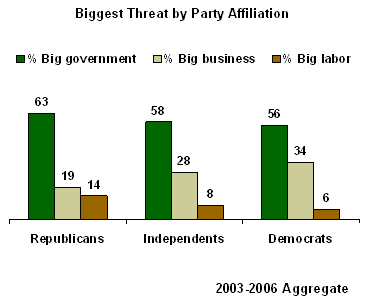 Biggest Threat by Party Affiliation
% Big government % Big business % Big labor
63 19 14 58 28 8 56 34 6
Republicans Independents Democrats
2003-2006 Aggregate